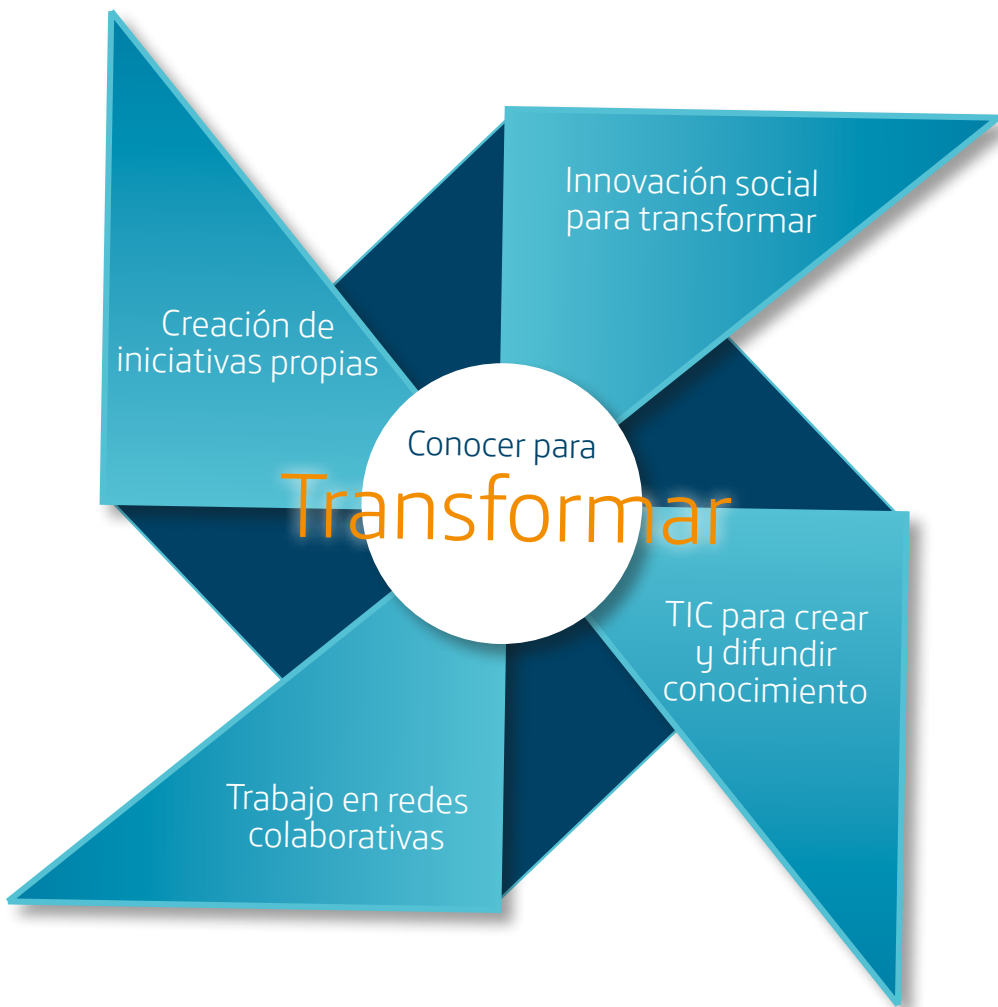 Innovación social
para transformar
Creación de
iniciativas propias
Conocer para
Transformar
TIC para crear
y difundir
conocimiento
Trabajo en redes
colaborativas